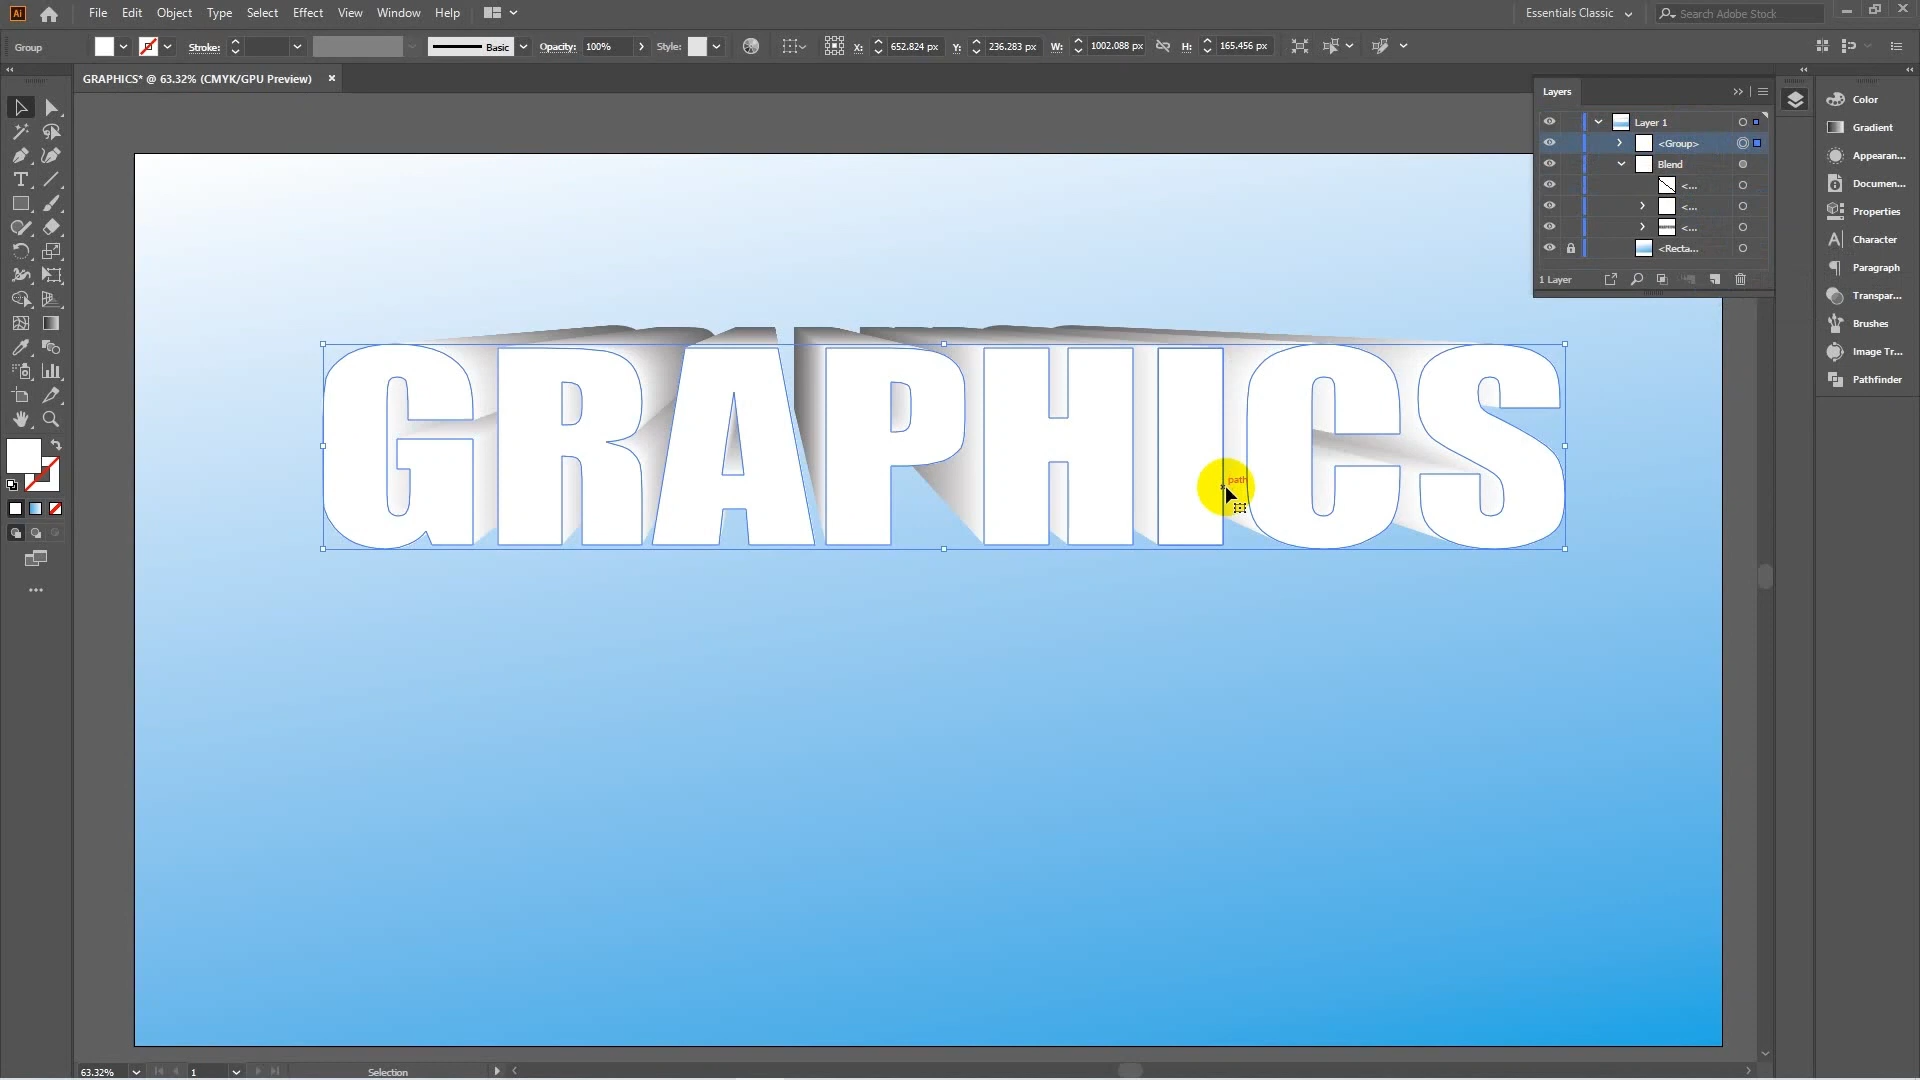 Ai File Edit Object Type Select Effect View Window Help Essentials Classic Search Adobe Stock
Group Stroke: Basic Opacity: 100% Style: X: 652.824 px Y: 236.283 px W: 1002.088 px H: 165.456 px
GRAPHICS* @ 63.32% (CMYK/GPU Preview)
Layers
Layer 1
<Group>
Blend
<...
<...
<...
<Recta...
1 Layer
Color
Gradient
Appearan...
Documen...
Properties
Character
Paragraph
Transpar...
Brushes
Image Tr...
Pathfinder
GRAPHICS
path
63.32% 1 Selection